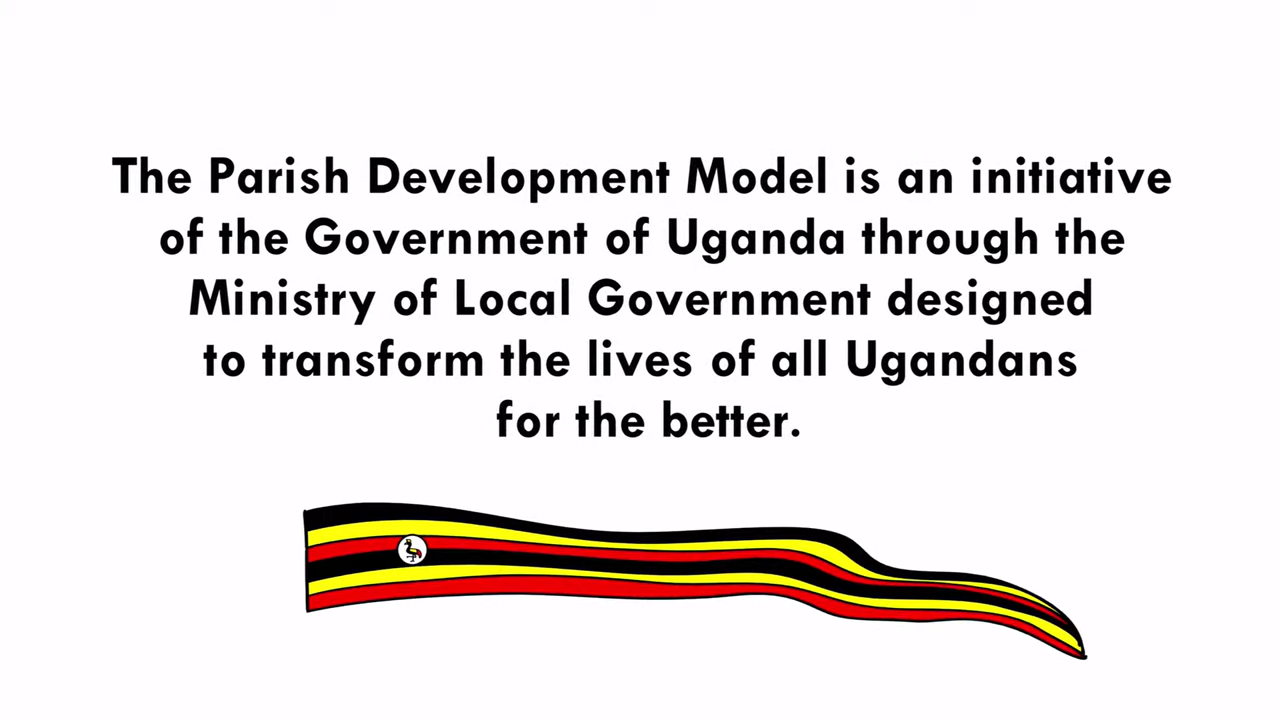 The Parish Development Model is an initiative
of the Government of Uganda through the
Ministry of Local Government designed
to transform the lives of all Ugandans
for the better.